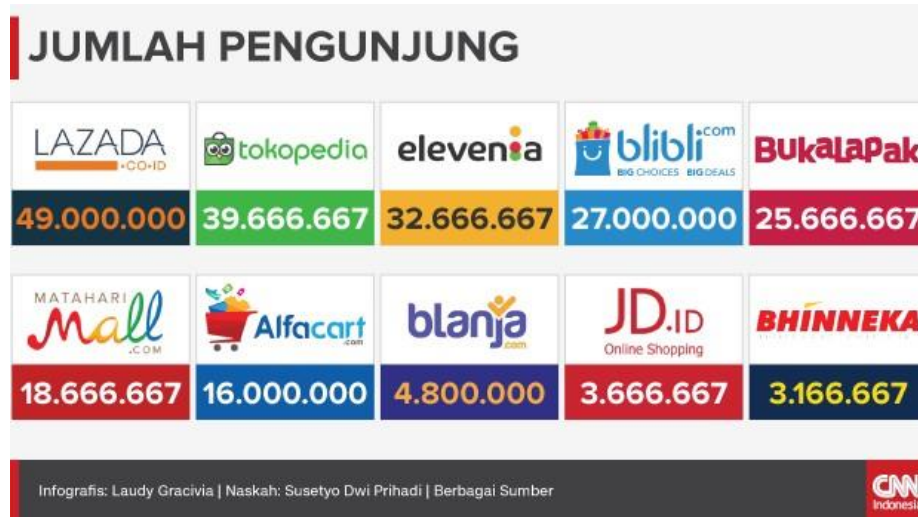 JUMLAH PENGUNJUNG
LAZADA
.CO.ID
49.000.000
tokopedia
39.666.667
elevenia
32.666.667
blibli.com
BIG CHOICES BIG DEALS
27.000.000
BukaLapak
25.666.667
MATAHARI
Mall
.COM
18.666.667
Alfacart
.com
16.000.000
blanja
.com
4.800.000
JD.ID
Online Shopping
3.666.667
BHINNEKA
3.166.667
Infografis: Laudy Gracivia | Naskah: Susetyo Dwi Prihadi | Berbagai Sumber
CNN
Indonesia